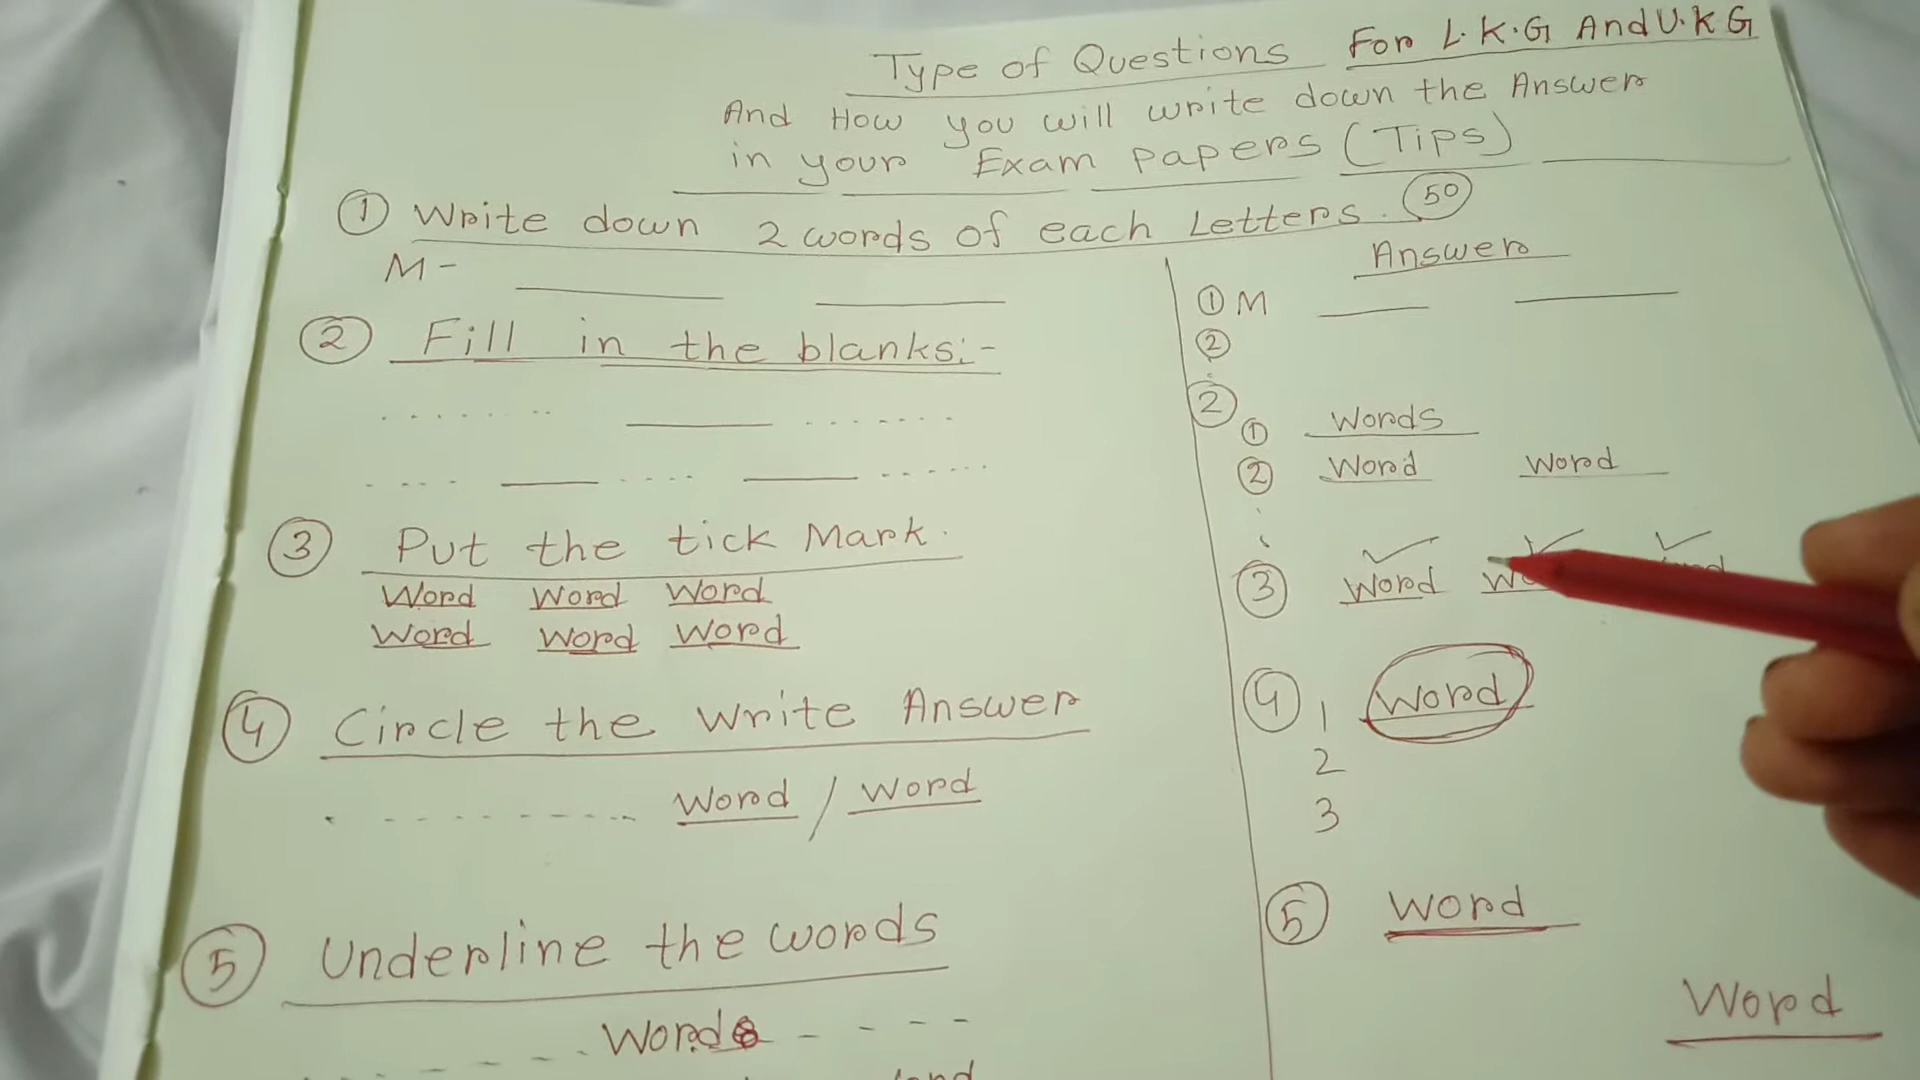 Type of Questions For L.K.G And U.K G
And How you will write down the Answer
in your Exam papers (Tips)
① Write down 2 words of each Letters. 50
M-
② Fill in the blanks:-
③ Put the tick Mark.
Word Word Word
Word Word Word
④ Circle the Write Answer
Word / Word
⑤ Underline the words
Words
Answer
① M
②
② ① Words
② Word Word
③ Word
④ 1 Word
2
3
⑤ Word
Word